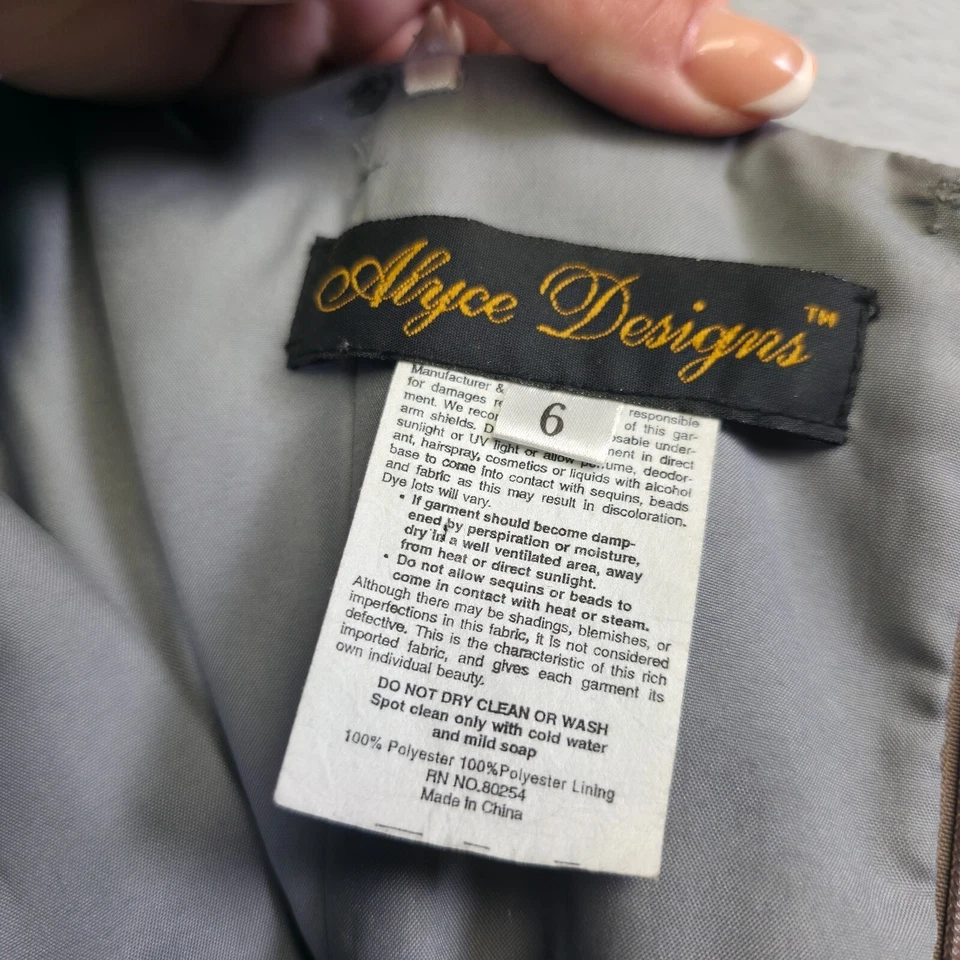 Alyce Designs™
6
Manufacturer & responsible
for damages of this gar-
ment. We under-
arm shields. ment in direct
sunlight or UV light or allow deodor-
ant, hairspray, cosmetics or liquids with alcohol
base to come into contact with sequins, beads
and fabric as this may result in discoloration.
Dye lots will vary.
• If garment should become damp-
ened by perspiration or moisture,
dry in a well ventilated area, away
from heat or direct sunlight.
• Do not allow sequins or beads to
come in contact with heat or steam.
Although there may be shadings, blemishes, or
imperfections in this fabric, it is not considered
defective. This is the characteristic of this rich
imported fabric, and gives each garment its
own individual beauty.
DO NOT DRY CLEAN OR WASH
Spot clean only with cold water
and mild soap
100% Polyester 100%Polyester Lining
RN NO.80254
Made in China